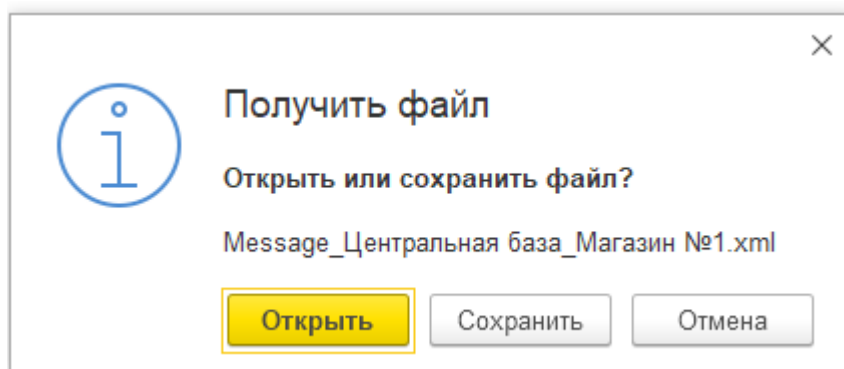 Получить файл
Открыть или сохранить файл?
Message_Центральная база_Магазин №1.xml
Открыть Сохранить Отмена